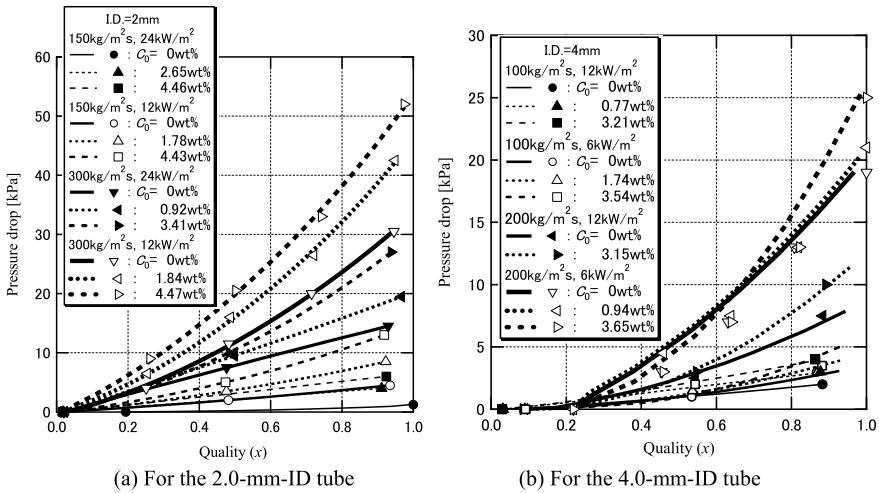 I.D.=2mm
150kg/m²s, 24kW/m²
C₀= 0wt%
: 2.65wt%
: 4.46wt%
150kg/m²s, 12kW/m²
: C₀= 0wt%
: 1.78wt%
: 4.43wt%
300kg/m²s, 24kW/m²
: C₀= 0wt%
: 0.92wt%
: 3.41wt%
300kg/m²s, 12kW/m²
: C₀= 0wt%
: 1.84wt%
: 4.47wt%
60
50
40
30
20
10
0
Pressure drop [kPa]
0.0 0.2 0.4 0.6 0.8 1.0
Quality (x)
(a) For the 2.0-mm-ID tube
I.D.=4mm
100kg/m²s, 12kW/m²
: C₀= 0wt%
: 0.77wt%
: 3.21wt%
100kg/m²s, 6kW/m²
: C₀= 0wt%
: 1.74wt%
: 3.54wt%
200kg/m²s, 12kW/m²
: C₀= 0wt%
: 3.15wt%
200kg/m²s, 6kW/m²
: C₀= 0wt%
: 0.94wt%
: 3.65wt%
30
25
20
15
10
5
0
Pressure drop [kPa]
0.0 0.2 0.4 0.6 0.8 1.0
Quality (x)
(b) For the 4.0-mm-ID tube